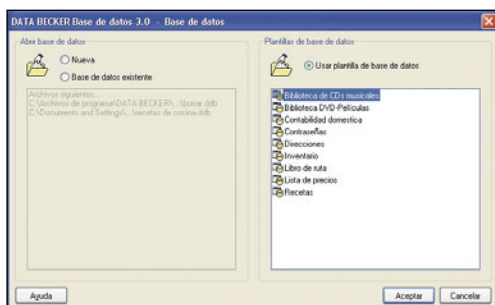 DATA BECKER Base de datos 3.0 - Base de datos
Abrir base de datos
Nueva
Base de datos existente
Archivos siguientes...
C:\Archivos de programa\DATA BECKER\...\borrar.ddb
C:\Documents and Settings\...\recetas de cocina.ddb
Ayuda
Plantillas de base de datos
Usar plantilla de base de datos
Biblioteca de CDs musicales
Biblioteca DVD-Películas
Contabilidad domestica
Contraseñas
Direcciones
Inventario
Libro de ruta
Lista de precios
Recetas
Aceptar
Cancelar